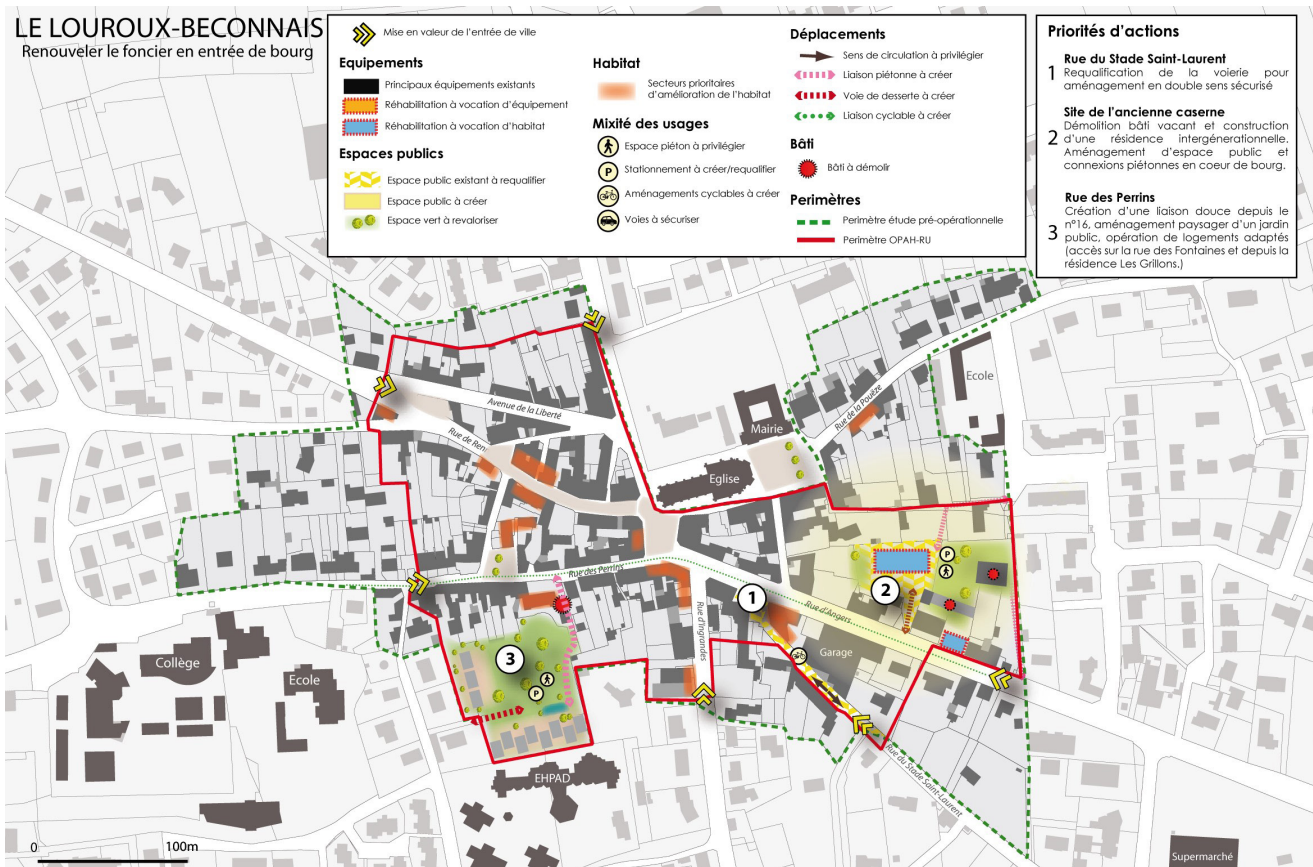 LE LOUROUX-BECONNAIS
Renouveler le foncier en entrée de bourg
Mise en valeur de l'entrée de ville
Equipements
Principaux équipements existants
Réhabilitation à vocation d'équipement
Réhabilitation à vocation d'habitat
Espaces publics
Espace public existant à requalifier
Espace public à créer
Espace vert à revaloriser
Habitat
Secteurs prioritaires
d'amélioration de l'habitat
Mixité des usages
Espace piéton à privilégier
P
Stationnement à créer/requalifier
Aménagements cyclables à créer
Voies à sécuriser
Déplacements
Sens de circulation à privilégier
Liaison piétonne à créer
Voie de desserte à créer
Liaison cyclable à créer
Bâti
Bâti à démolir
Perimètres
Perimètre étude pré-opérationnelle
Perimètre OPAH-RU
Priorités d'actions
1
Rue du Stade Saint-Laurent
Requalification de la voierie pour
aménagement en double sens sécurisé
2
Site de l'ancienne caserne
Démolition bâti vacant et construction
d'une résidence intergénerationnelle.
Aménagement d'espace public et
connexions piétonnes en coeur de bourg.
3
Rue des Perrins
Création d'une liaison douce depuis le
n°16, aménagement paysager d'un jardin
public, opération de logements adaptés
(accès sur la rue des Fontaines et depuis la
résidence Les Grillons.)
Avenue de la Liberté
Rue de Ren
Mairie
Rue de la Pouëze
Ecole
Eglise
Rue des Perrins
Rue d'Ingrandes
1
Rue d'Angers
2
P
Garage
3
P
Collège
Ecole
EHPAD
Rue du Stade Saint-Laurent
Supermarché
0
100m